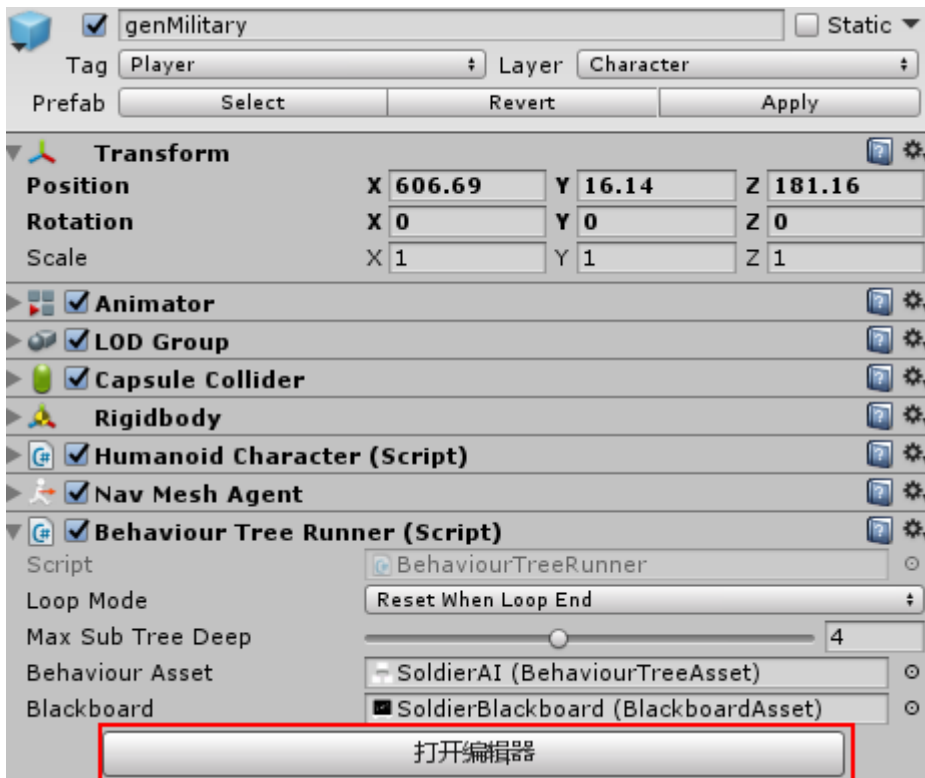 genMilitary Static
Tag Player Layer Character
Prefab Select Revert Apply
Transform
Position X 606.69 Y 16.14 Z 181.16
Rotation X 0 Y 0 Z 0
Scale X 1 Y 1 Z 1
Animator
LOD Group
Capsule Collider
Rigidbody
Humanoid Character (Script)
Nav Mesh Agent
Behaviour Tree Runner (Script)
Script BehaviourTreeRunner
Loop Mode Reset When Loop End
Max Sub Tree Deep 4
Behaviour Asset SoldierAI (BehaviourTreeAsset)
Blackboard SoldierBlackboard (BlackboardAsset)
打开编辑器